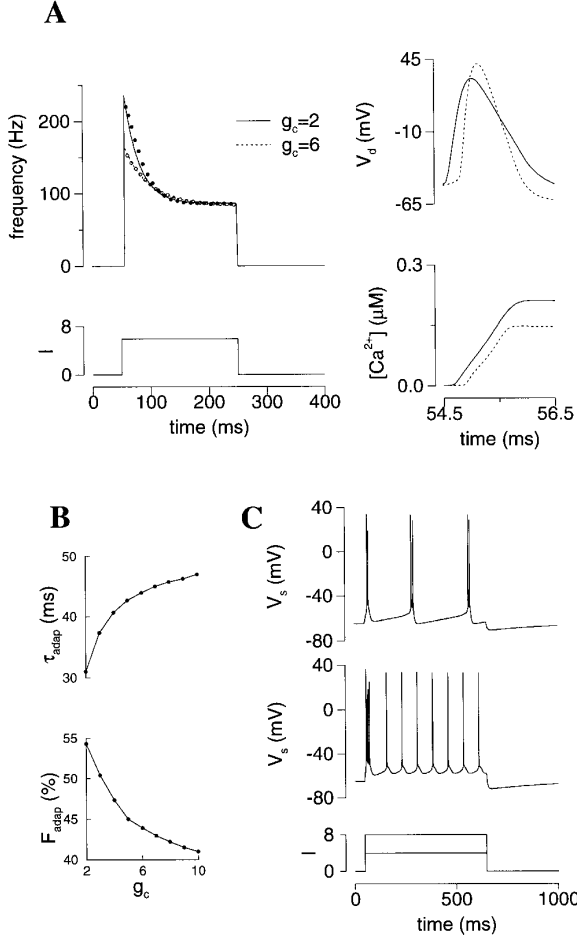 A
frequency (Hz)
200
100
0
g_c=2
g_c=6
I
8
0
0 100 200 300 400
time (ms)
V_d (mV)
45
-10
-65
[Ca²⁺] (μM)
0.3
0.0
54.5 56.5
time (ms)
B
τ_adap (ms)
50
40
30
F_adap (%)
55
50
45
40
2 6 10
g_c
C
V_s (mV)
40
0
-40
-80
V_s (mV)
40
0
-40
-80
I
8
0
0 500 1000
time (ms)